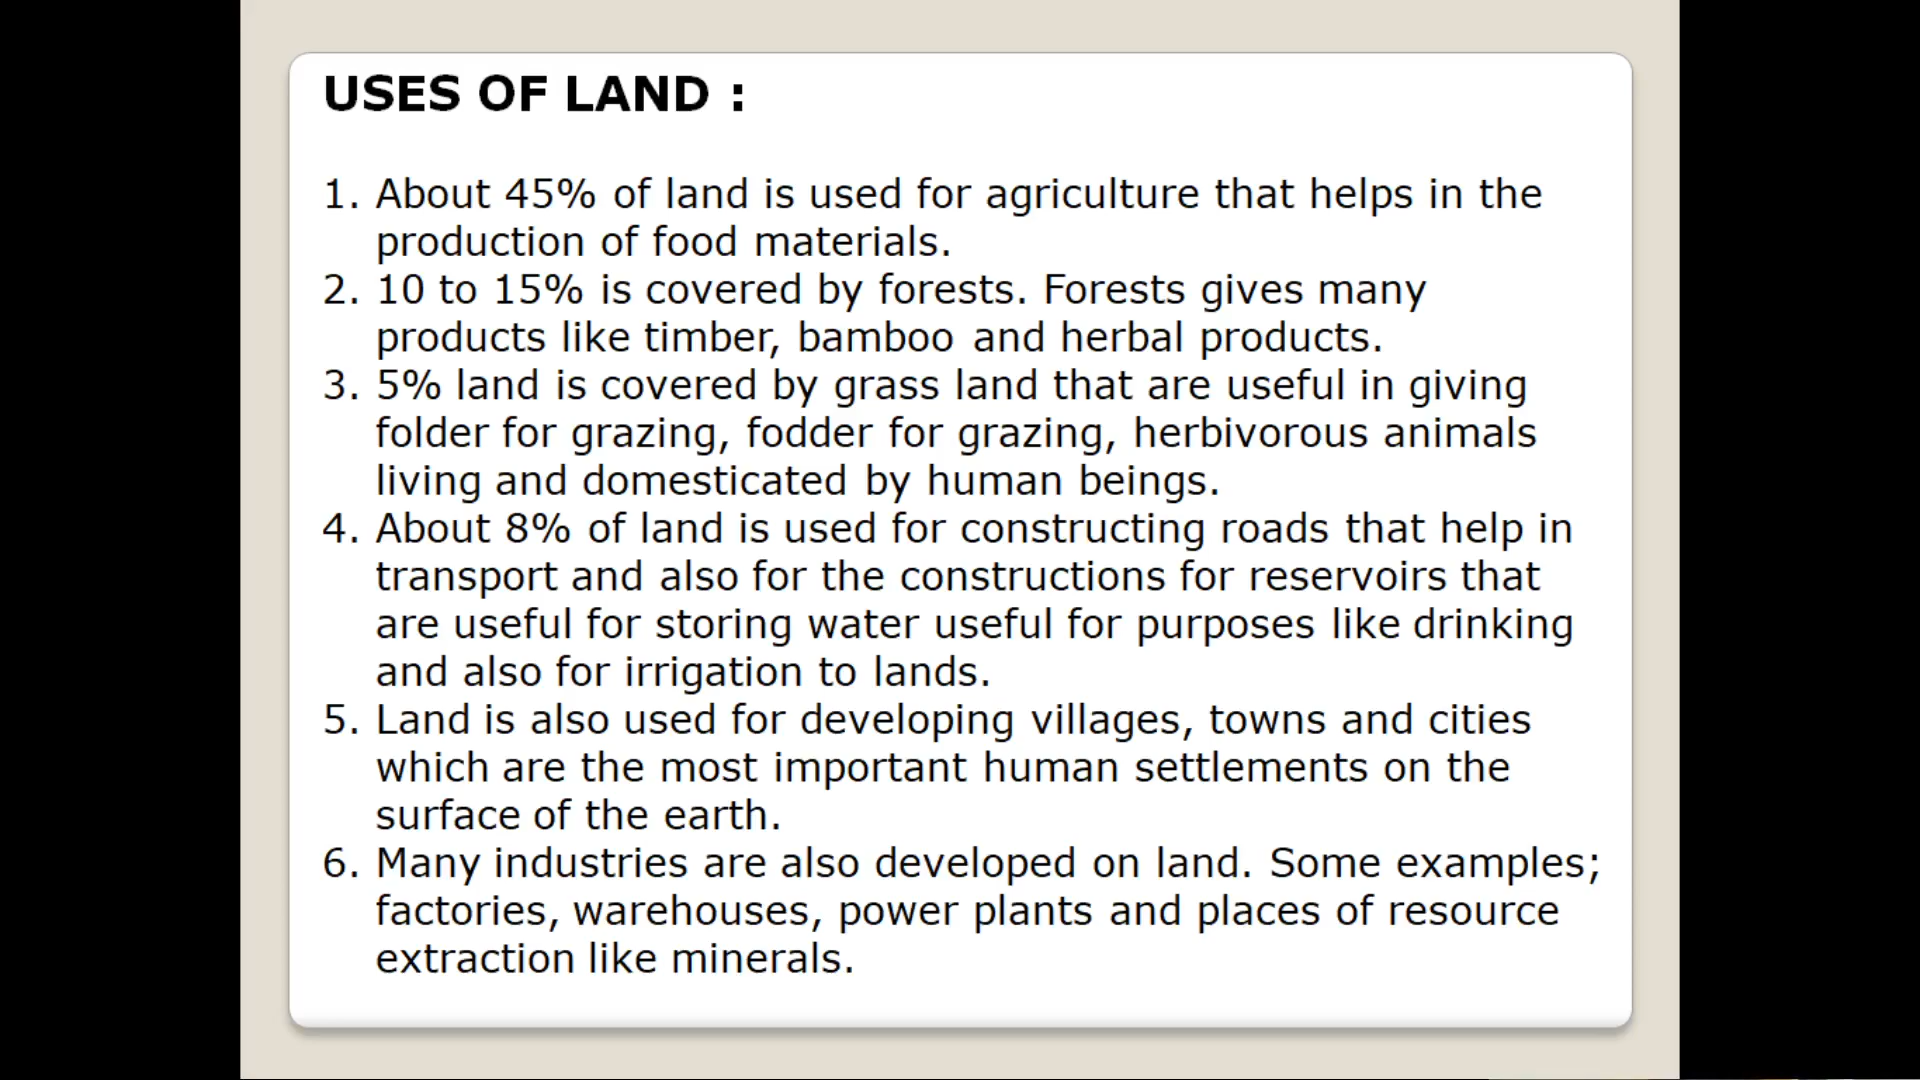 USES OF LAND :
1. About 45% of land is used for agriculture that helps in the
production of food materials.
2. 10 to 15% is covered by forests. Forests gives many
products like timber, bamboo and herbal products.
3. 5% land is covered by grass land that are useful in giving
folder for grazing, fodder for grazing, herbivorous animals
living and domesticated by human beings.
4. About 8% of land is used for constructing roads that help in
transport and also for the constructions for reservoirs that
are useful for storing water useful for purposes like drinking
and also for irrigation to lands.
5. Land is also used for developing villages, towns and cities
which are the most important human settlements on the
surface of the earth.
6. Many industries are also developed on land. Some examples;
factories, warehouses, power plants and places of resource
extraction like minerals.